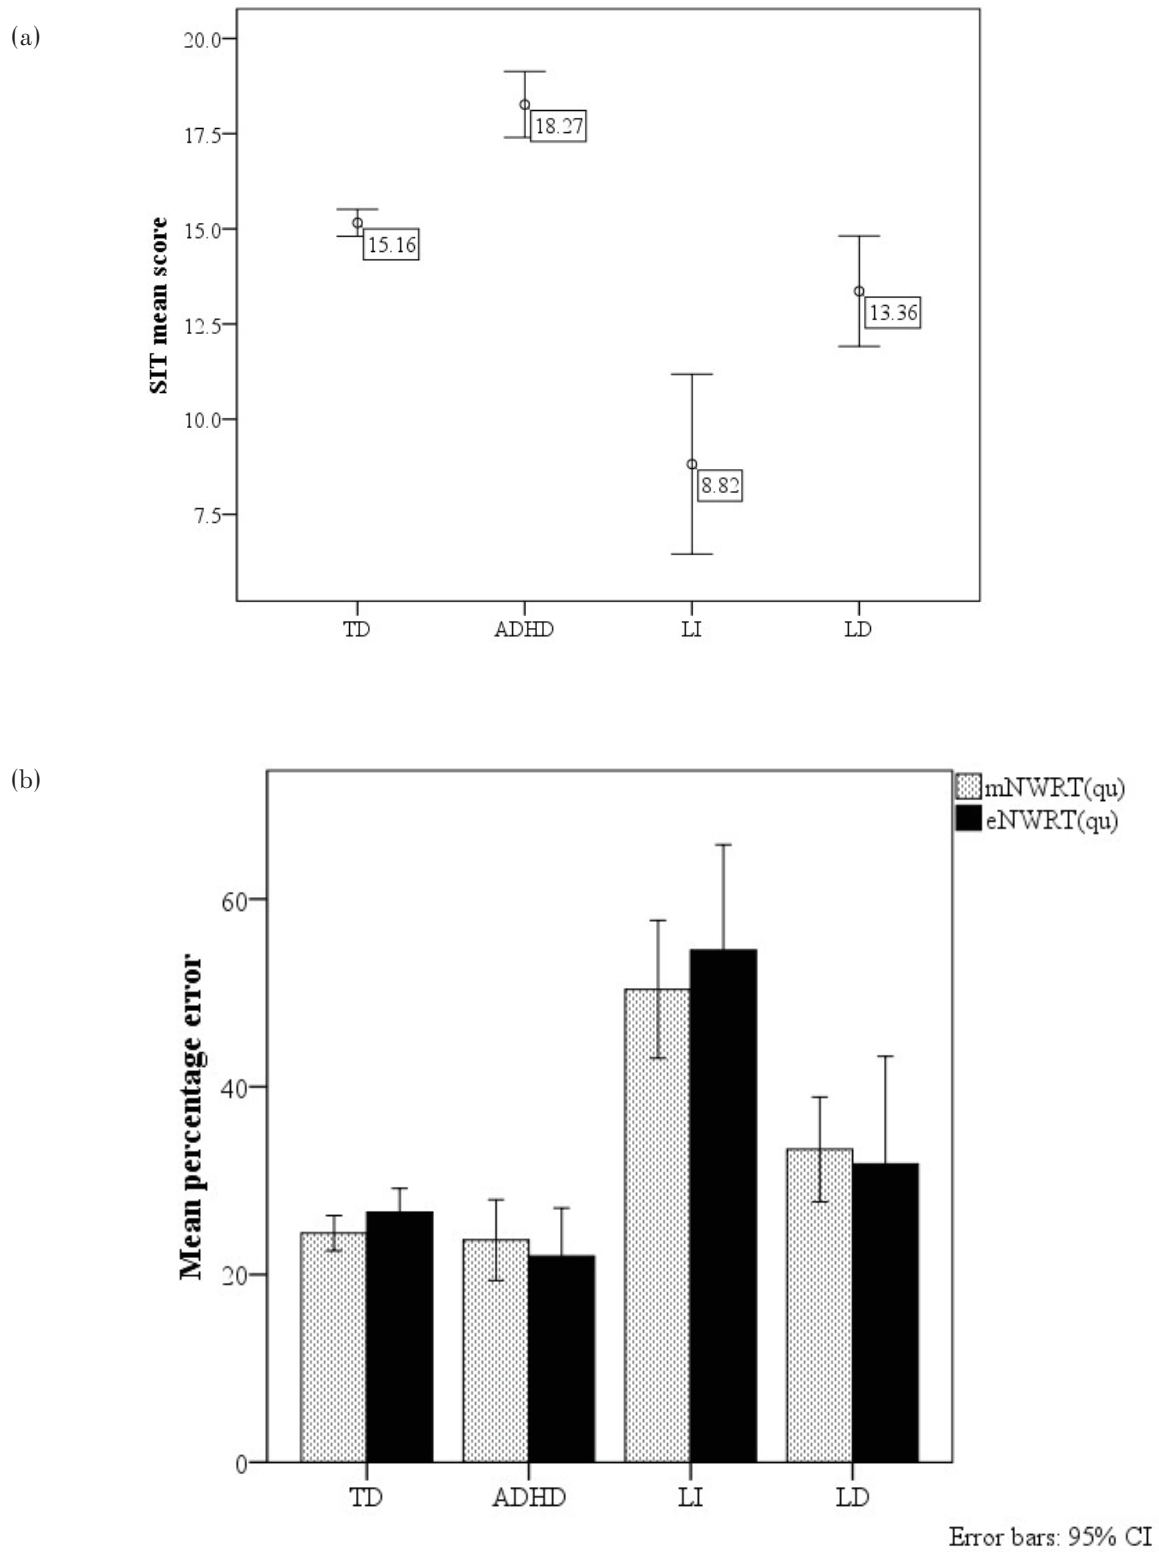 (a)
20.0
17.5
15.0
12.5
10.0
7.5
SIT mean score
18.27
15.16
13.36
8.82
TD ADHD LI LD
(b)
mNWRT(qu)
eNWRT(qu)
60
40
20
0
Mean percentage error
TD ADHD LI LD
Error bars: 95% CI